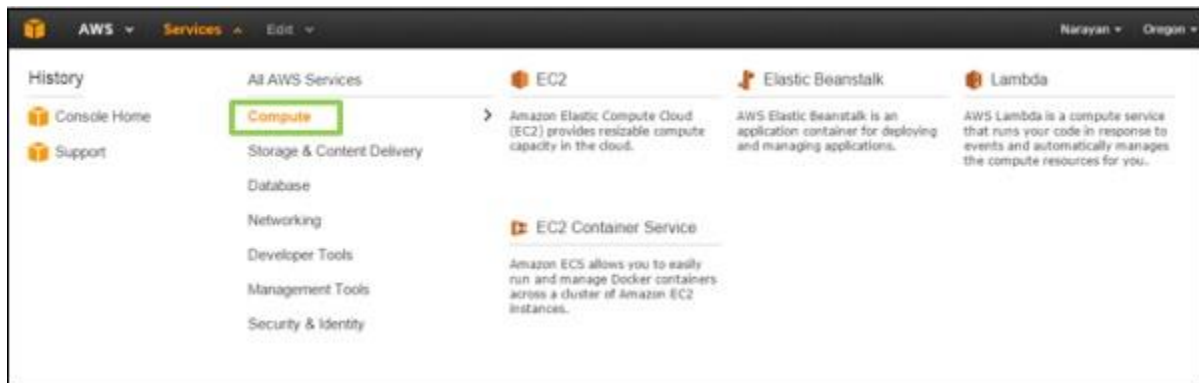 AWS Services Edit Narayan Oregon
History
Console Home
Support
All AWS Services
Compute
Storage & Content Delivery
Database
Networking
Developer Tools
Management Tools
Security & Identity
EC2
Amazon Elastic Compute Cloud
(EC2) provides resizable compute
capacity in the cloud.
Elastic Beanstalk
AWS Elastic Beanstalk is an
application container for deploying
and managing applications.
Lambda
AWS Lambda is a compute service
that runs your code in response to
events and automatically manages
the compute resources for you.
EC2 Container Service
Amazon ECS allows you to easily
run and manage Docker containers
across a cluster of Amazon EC2
instances.